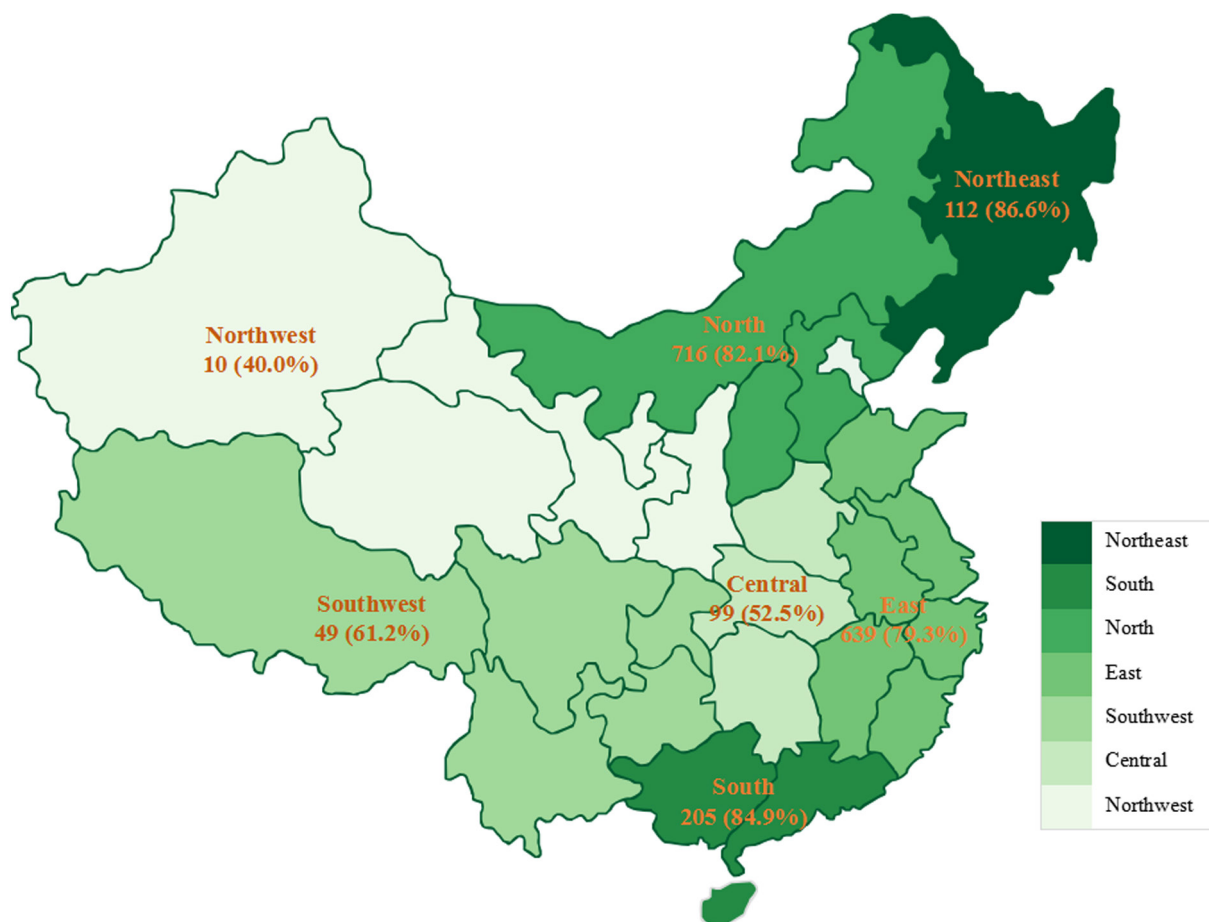 Northeast
112 (86.6%)
North
716 (82.1%)
Northwest
10 (40.0%)
Southwest
49 (61.2%)
Central
99 (52.5%)
East
639 (79.3%)
South
205 (84.9%)
Northeast
South
North
East
Southwest
Central
Northwest